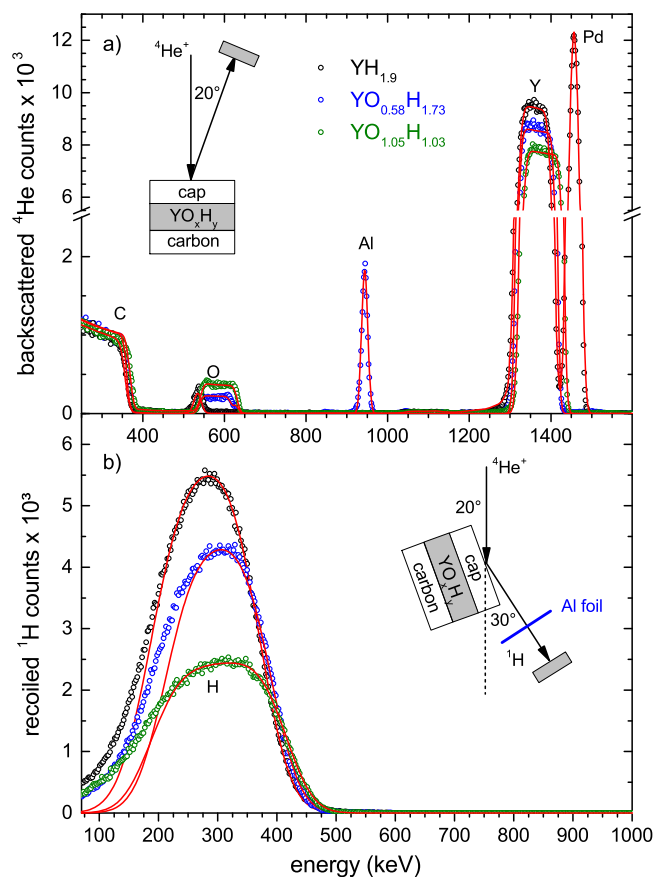 a)
⁴He⁺
20°
cap
YOₓHᵧ
carbon
YH₁.₉
YO₀.₅₈H₁.₇₃
YO₁.₀₅H₁.₀₃
C
O
Al
Y
Pd
backscattered ⁴He counts x 10³
12
10
8
6
2
0
400 600 800 1000 1200 1400
b)
⁴He⁺
20°
cap
YOₓHᵧ
carbon
30°
Al foil
¹H
H
recoiled ¹H counts x 10³
6
5
4
3
2
1
0
100 200 300 400 500 600 700 800 900 1000
energy (keV)